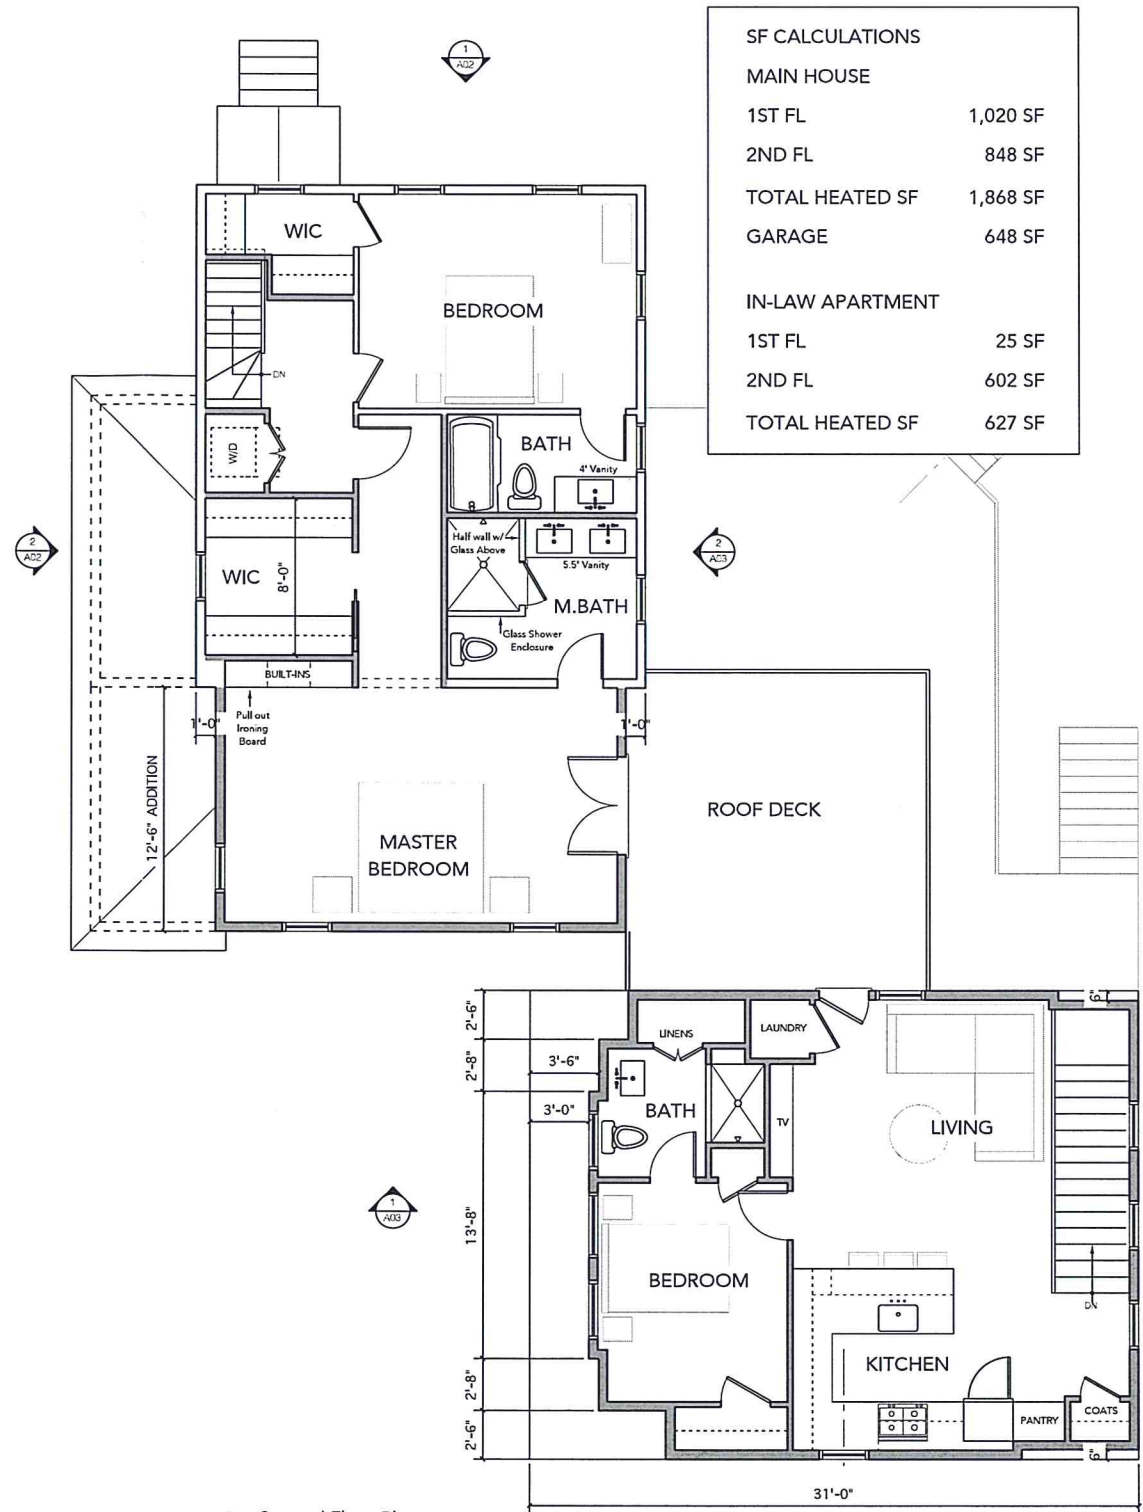 1
A02
SF CALCULATIONS
MAIN HOUSE
1ST FL 1,020 SF
2ND FL 848 SF
TOTAL HEATED SF 1,868 SF
GARAGE 648 SF
IN-LAW APARTMENT
1ST FL 25 SF
2ND FL 602 SF
TOTAL HEATED SF 627 SF
WIC
BEDROOM
DN
W/D
BATH
4' Vanity
2
A02
WIC
8'-0"
Half wall w/
Glass Above
5.5' Vanity
M.BATH
Glass Shower
Enclosure
2
A03
BUILT-INS
Pull out
Ironing
Board
1'-0"
1'-0"
12'-6" ADDITION
MASTER
BEDROOM
ROOF DECK
2'-6"
2'-8"
13'-8"
2'-8"
2'-6"
3'-6"
3'-0"
6"
LINENS
LAUNDRY
BATH
TV
LIVING
1
A03
BEDROOM
DN
KITCHEN
PANTRY
COATS
6"
31'-0"